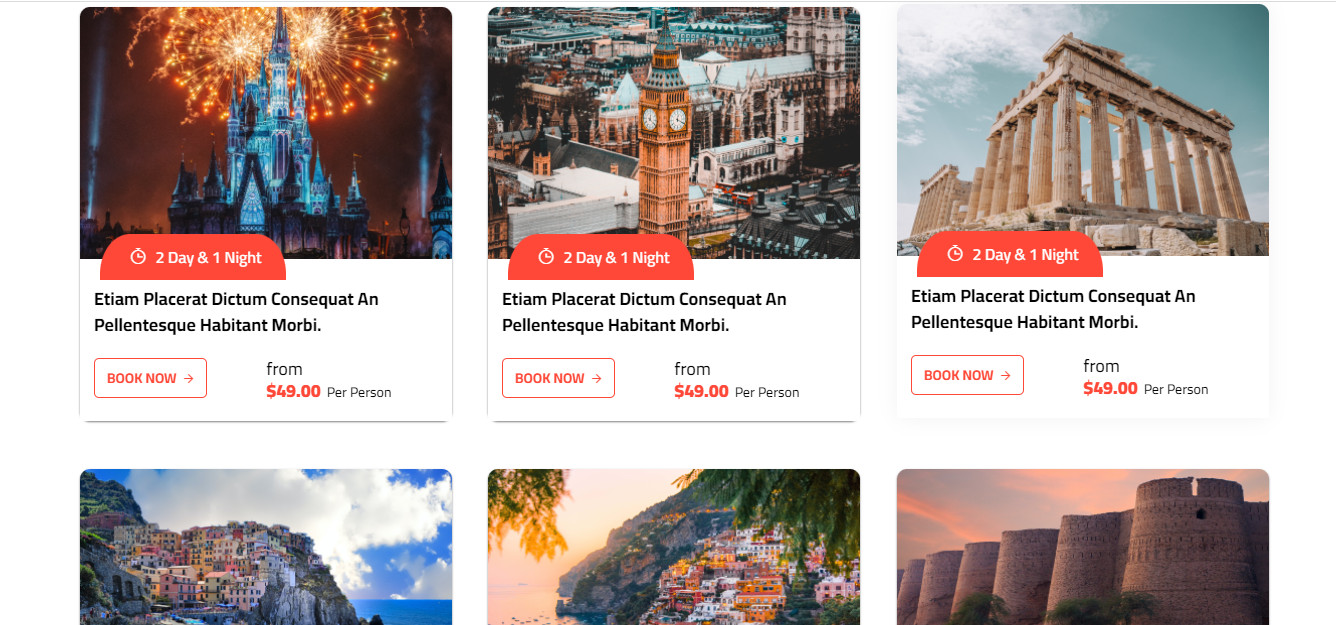 2 Day & 1 Night
Etiam Placerat Dictum Consequat An
Pellentesque Habitant Morbi.
BOOK NOW →
from
$49.00 Per Person
2 Day & 1 Night
Etiam Placerat Dictum Consequat An
Pellentesque Habitant Morbi.
BOOK NOW →
from
$49.00 Per Person
2 Day & 1 Night
Etiam Placerat Dictum Consequat An
Pellentesque Habitant Morbi.
BOOK NOW →
from
$49.00 Per Person